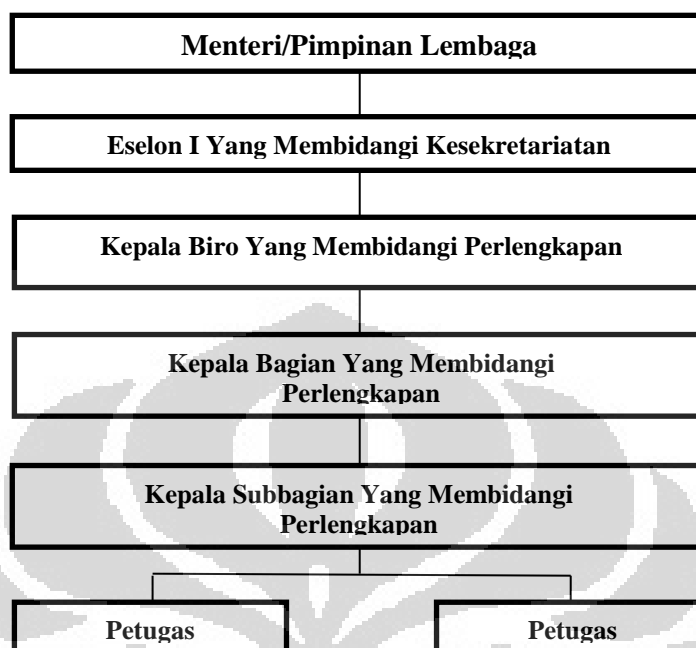 Menteri/Pimpinan Lembaga
Eselon I Yang Membidangi Kesekretariatan
Kepala Biro Yang Membidangi Perlengkapan
Kepala Bagian Yang Membidangi
Perlengkapan
Kepala Subbagian Yang Membidangi
Perlengkapan
Petugas
Petugas